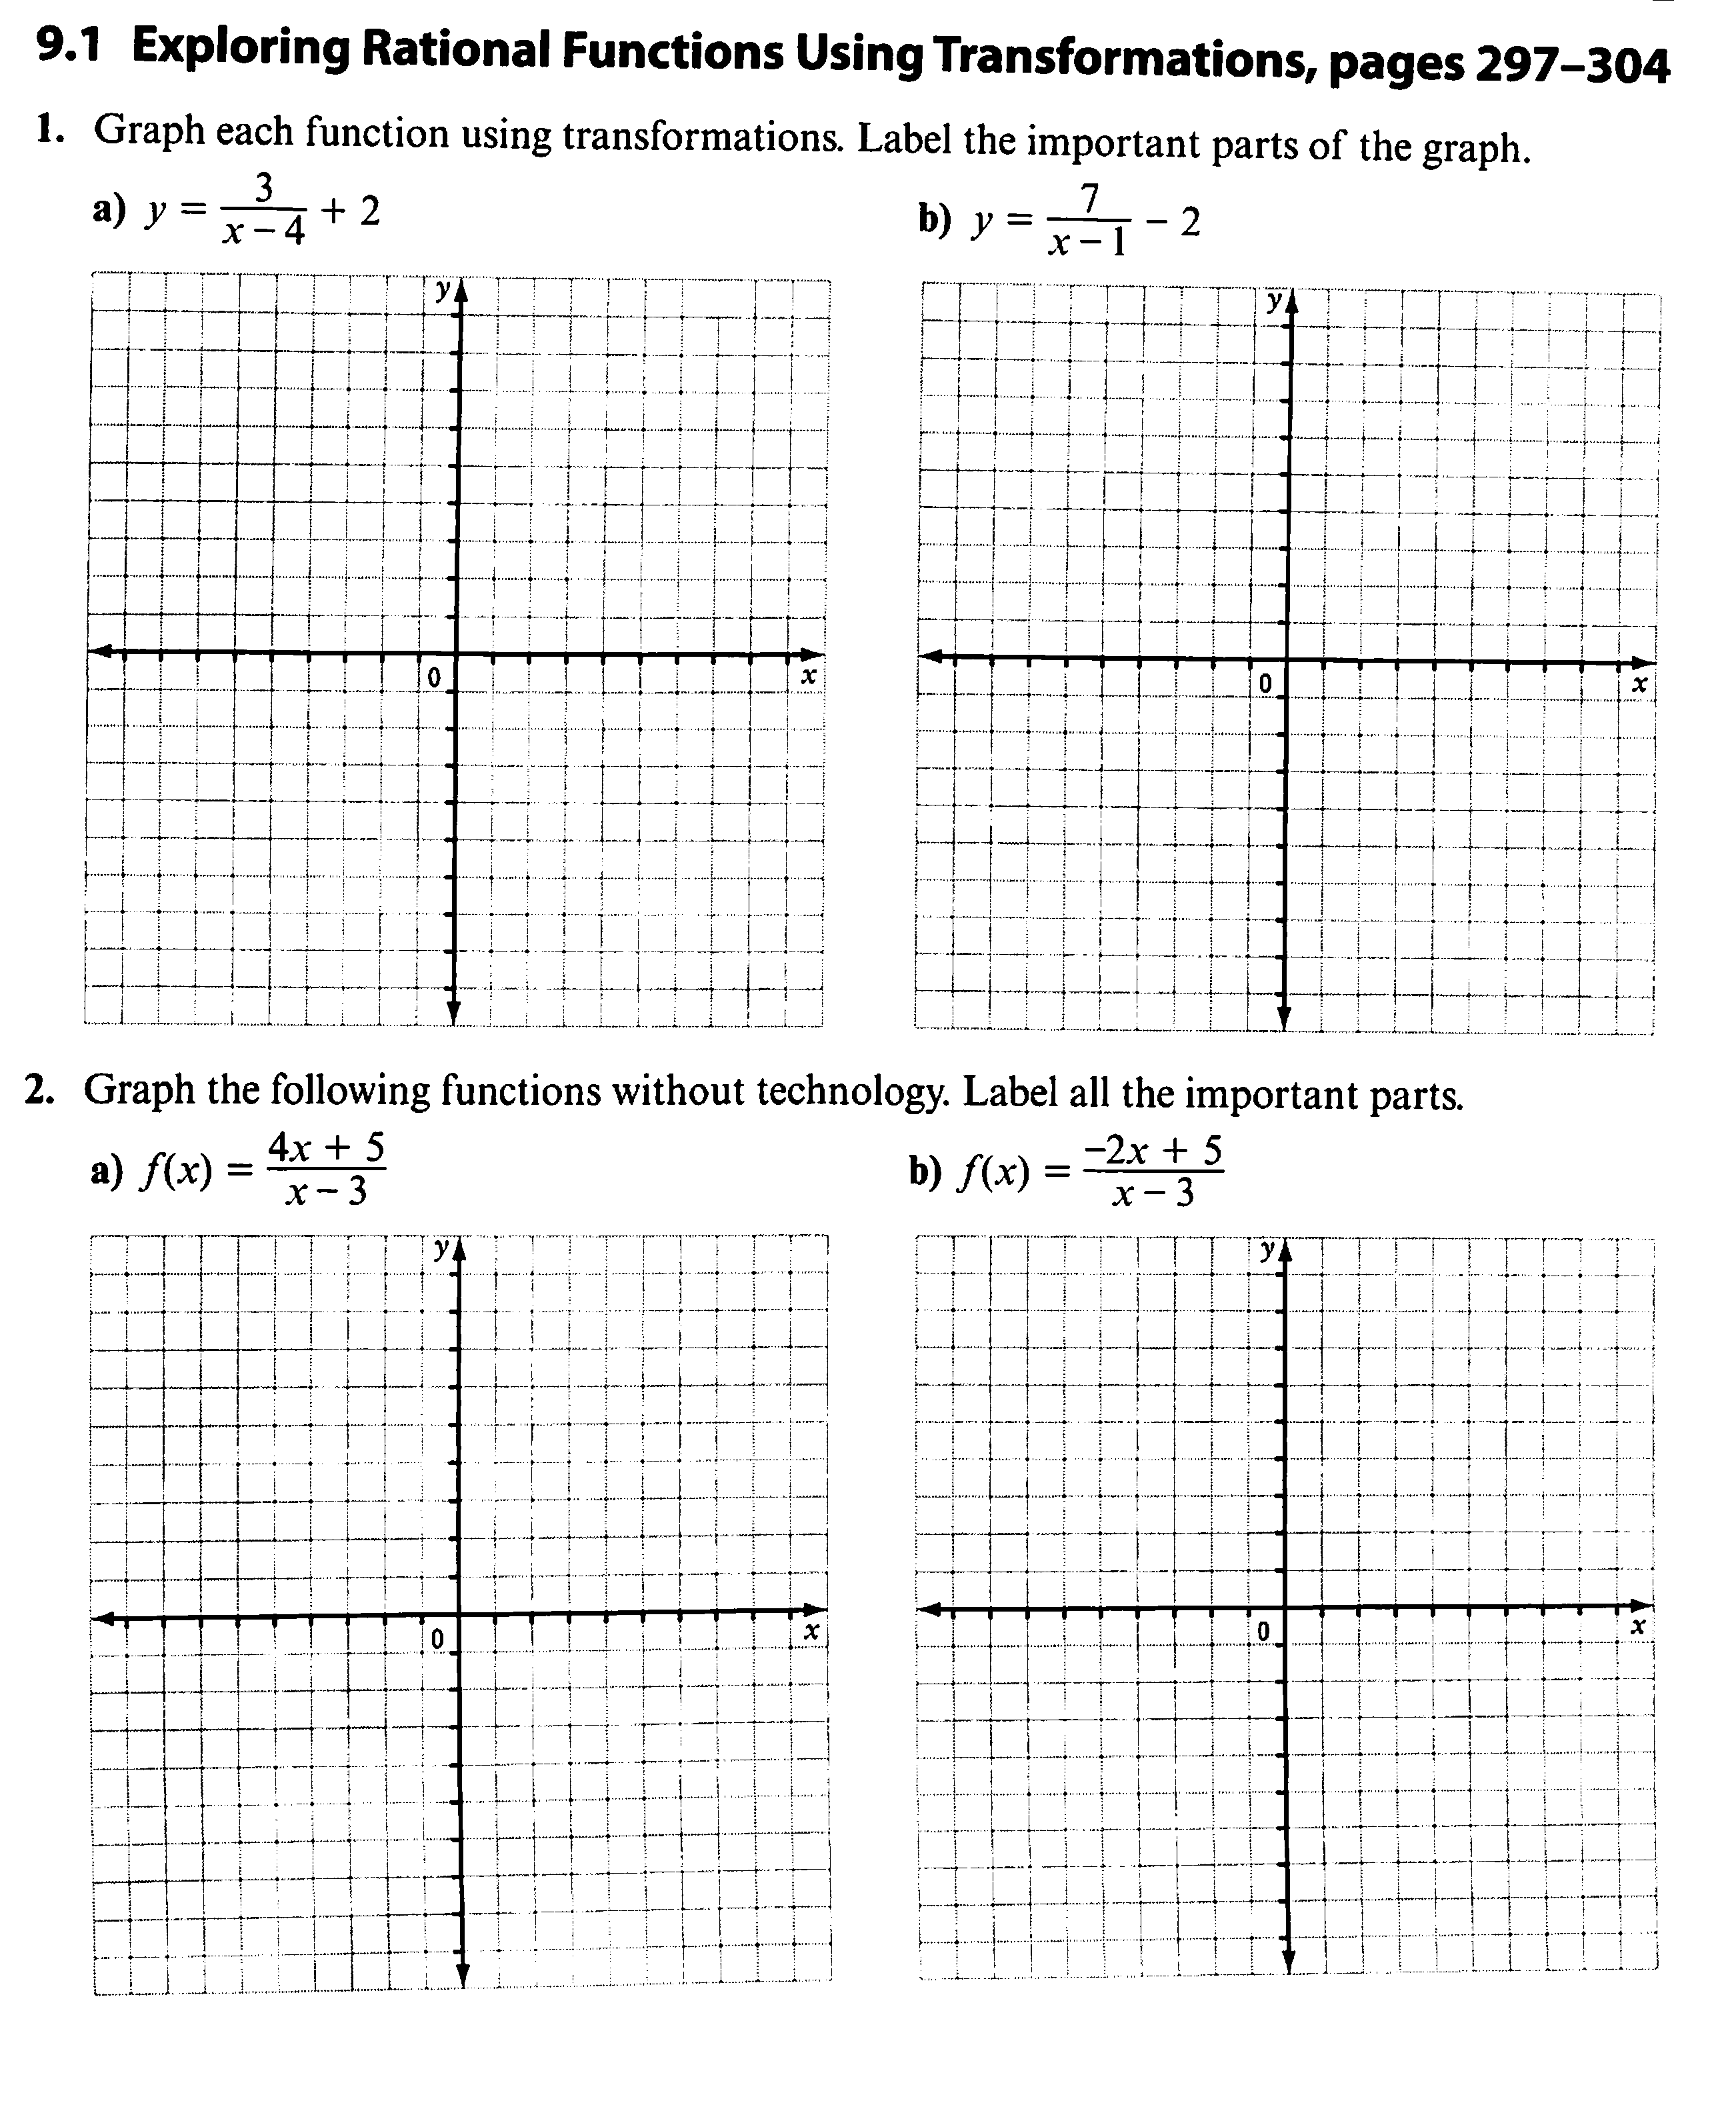 9.1 Exploring Rational Functions Using Transformations, pages 297–304
1. Graph each function using transformations. Label the important parts of the graph.
a) y = 3/(x – 4) + 2
b) y = 7/(x – 1) – 2
y
0
x
y
0
x
2. Graph the following functions without technology. Label all the important parts.
a) f(x) = (4x + 5)/(x – 3)
b) f(x) = (–2x + 5)/(x – 3)
y
0
x
y
0
x